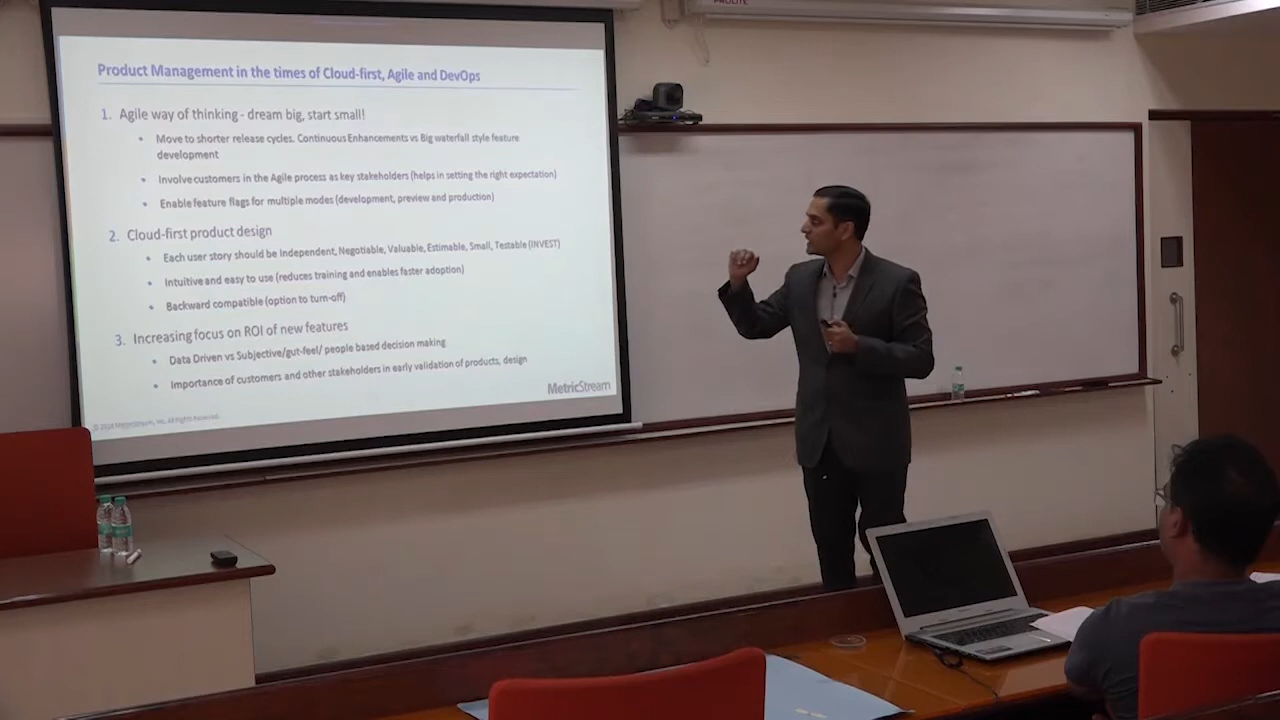 PROLITE
Product Management in the times of Cloud-first, Agile and DevOps
1. Agile way of thinking - dream big, start small!
• Move to shorter release cycles. Continuous Enhancements vs Big waterfall style feature
development
• Involve customers in the Agile process as key stakeholders (helps in setting the right expectation)
• Enable feature flags for multiple modes (development, preview and production)
2. Cloud-first product design
• Each user story should be Independent, Negotiable, Valuable, Estimable, Small, Testable (INVEST)
• Intuitive and easy to use (reduces training and enables faster adoption)
• Backward compatible (option to turn-off)
3. Increasing focus on ROI of new features
• Data Driven vs Subjective/gut-feel/ people based decision making
• Importance of customers and other stakeholders in early validation of products, design
MetricStream
MetricStream, Inc. All Rights Reserved.